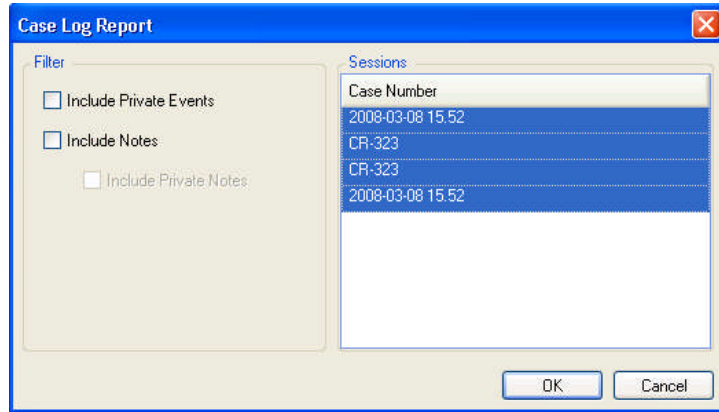 Case Log Report
Filter
Include Private Events
Include Notes
Include Private Notes
Sessions
Case Number
2008-03-08 15.52
CR-323
CR-323
2008-03-08 15.52
OK
Cancel